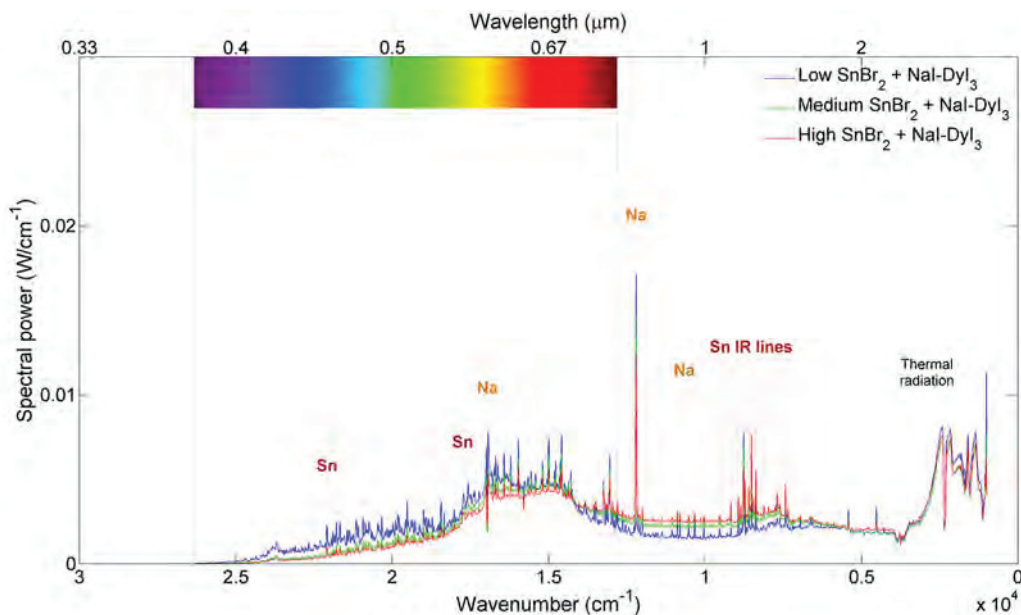 Wavelength (μm)
0.33 0.4 0.5 0.67 1 2
Low SnBr₂ + NaI-DyI₃
Medium SnBr₂ + NaI-DyI₃
High SnBr₂ + NaI-DyI₃
Spectral power (W/cm⁻¹)
0.02
0.01
0
Na
Sn IR lines
Na
Na
Thermal
radiation
Sn
Sn
3 2.5 2 1.5 1 0.5 0
x 10⁴
Wavenumber (cm⁻¹)